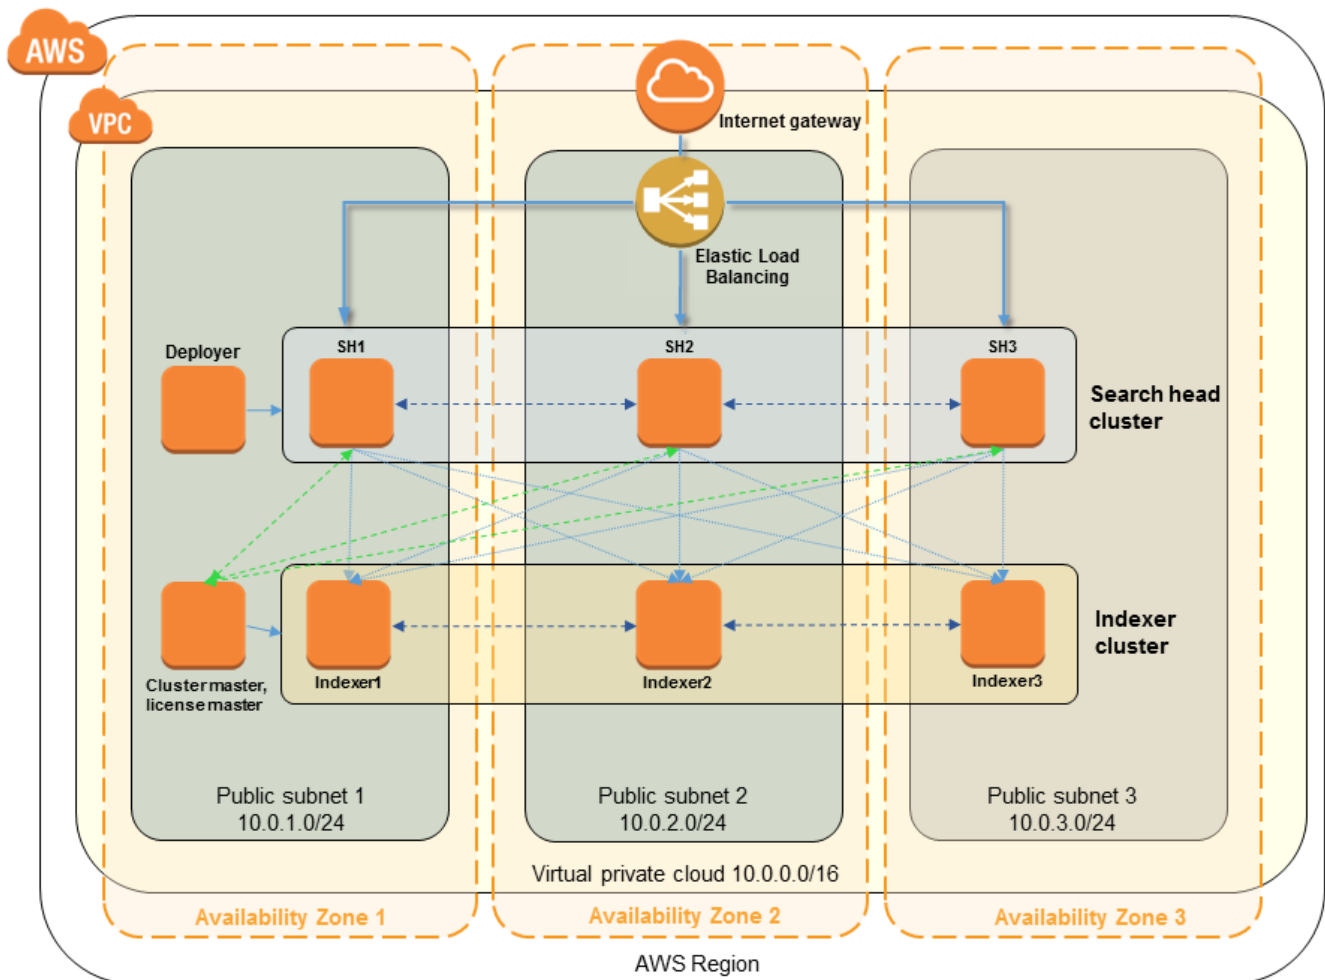 AWS
VPC
Internet gateway
Elastic Load
Balancing
SH1
SH2
SH3
Deployer
Search head
cluster
Cluster master,
license master
Indexer1
Indexer2
Indexer3
Indexer
cluster
Public subnet 1
10.0.1.0/24
Public subnet 2
10.0.2.0/24
Public subnet 3
10.0.3.0/24
Virtual private cloud 10.0.0.0/16
Availability Zone 1
Availability Zone 2
Availability Zone 3
AWS Region